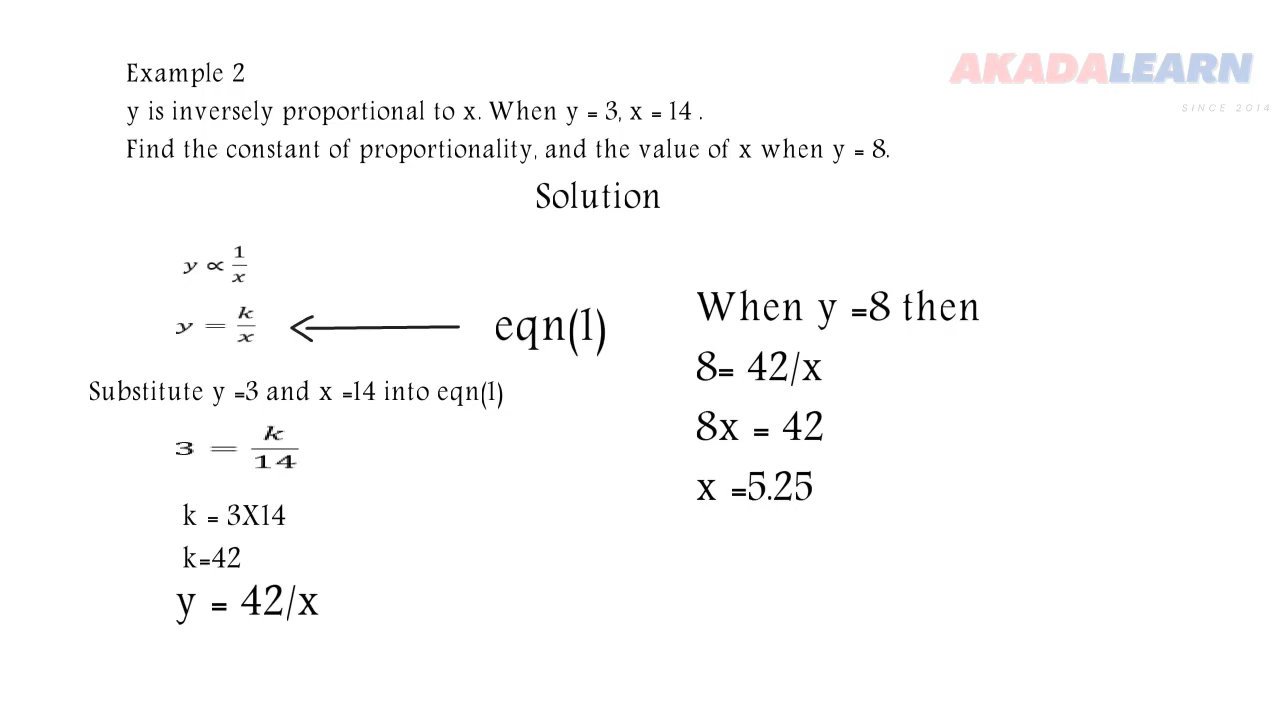 AKADALEARN
SINCE 2014
Example 2
y is inversely proportional to x. When y = 3, x = 14 .
Find the constant of proportionality, and the value of x when y = 8.
Solution
y ∝ 1/x
y = k/x
eqn(1)
Substitute y =3 and x =14 into eqn(1)
3 = k/14
k = 3X14
k=42
y = 42/x
When y =8 then
8= 42/x
8x = 42
x =5.25